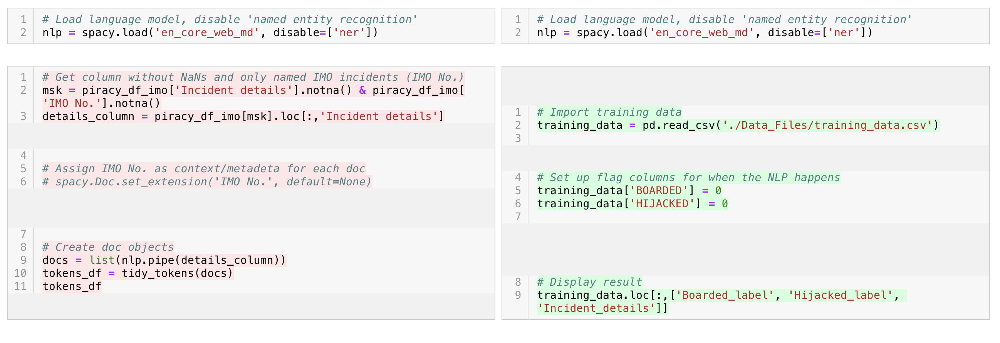 1 # Load language model, disable 'named entity recognition'
2 nlp = spacy.load('en_core_web_md', disable=['ner'])
1 # Load language model, disable 'named entity recognition'
2 nlp = spacy.load('en_core_web_md', disable=['ner'])
1 # Get column without NaNs and only named IMO incidents (IMO No.)
2 msk = piracy_df_imo['Incident details'].notna() & piracy_df_imo[
'IMO No.'].notna()
3 details_column = piracy_df_imo[msk].loc[:,'Incident details']
4
5 # Assign IMO No. as context/metadeta for each doc
6 # spacy.Doc.set_extension('IMO No.', default=None)
7
8 # Create doc objects
9 docs = list(nlp.pipe(details_column))
10 tokens_df = tidy_tokens(docs)
11 tokens_df
1 # Import training data
2 training_data = pd.read_csv('./Data_Files/training_data.csv')
3
4 # Set up flag columns for when the NLP happens
5 training_data['BOARDED'] = 0
6 training_data['HIJACKED'] = 0
7
8 # Display result
9 training_data.loc[:,['Boarded_label', 'Hijacked_label',
'Incident_details']]